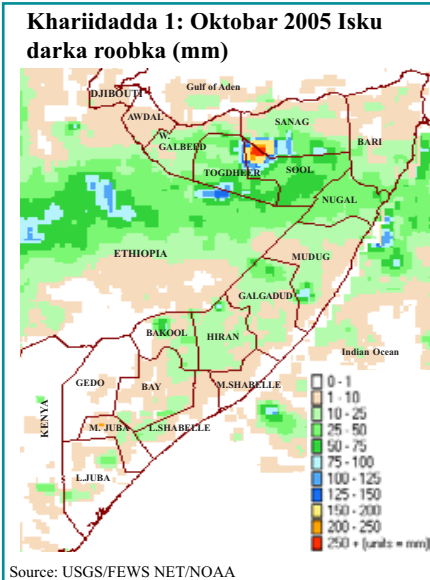 Khariidadda 1: Oktobar 2005 Isku
darka roobka (mm)
Gulf of Aden
DJIBOUTI
AWDAL
SANAG
W.
GALBEED
BARI
TOGDHEER
SOOL
NUGAL
ETHIOPIA
MUDUG
GALGADUD
BAKOOL
HIRAN
Indian Ocean
GEDO
BAY
M.SHABELLE
KENYA
M. JUBA
L.SHABELLE
L.JUBA
0 - 1
1 - 10
10 - 25
25 - 50
50 - 75
75 - 100
100 - 125
125 - 150
150 - 200
200 - 250
250 + (units = mm)
Source: USGS/FEWS NET/NOAA